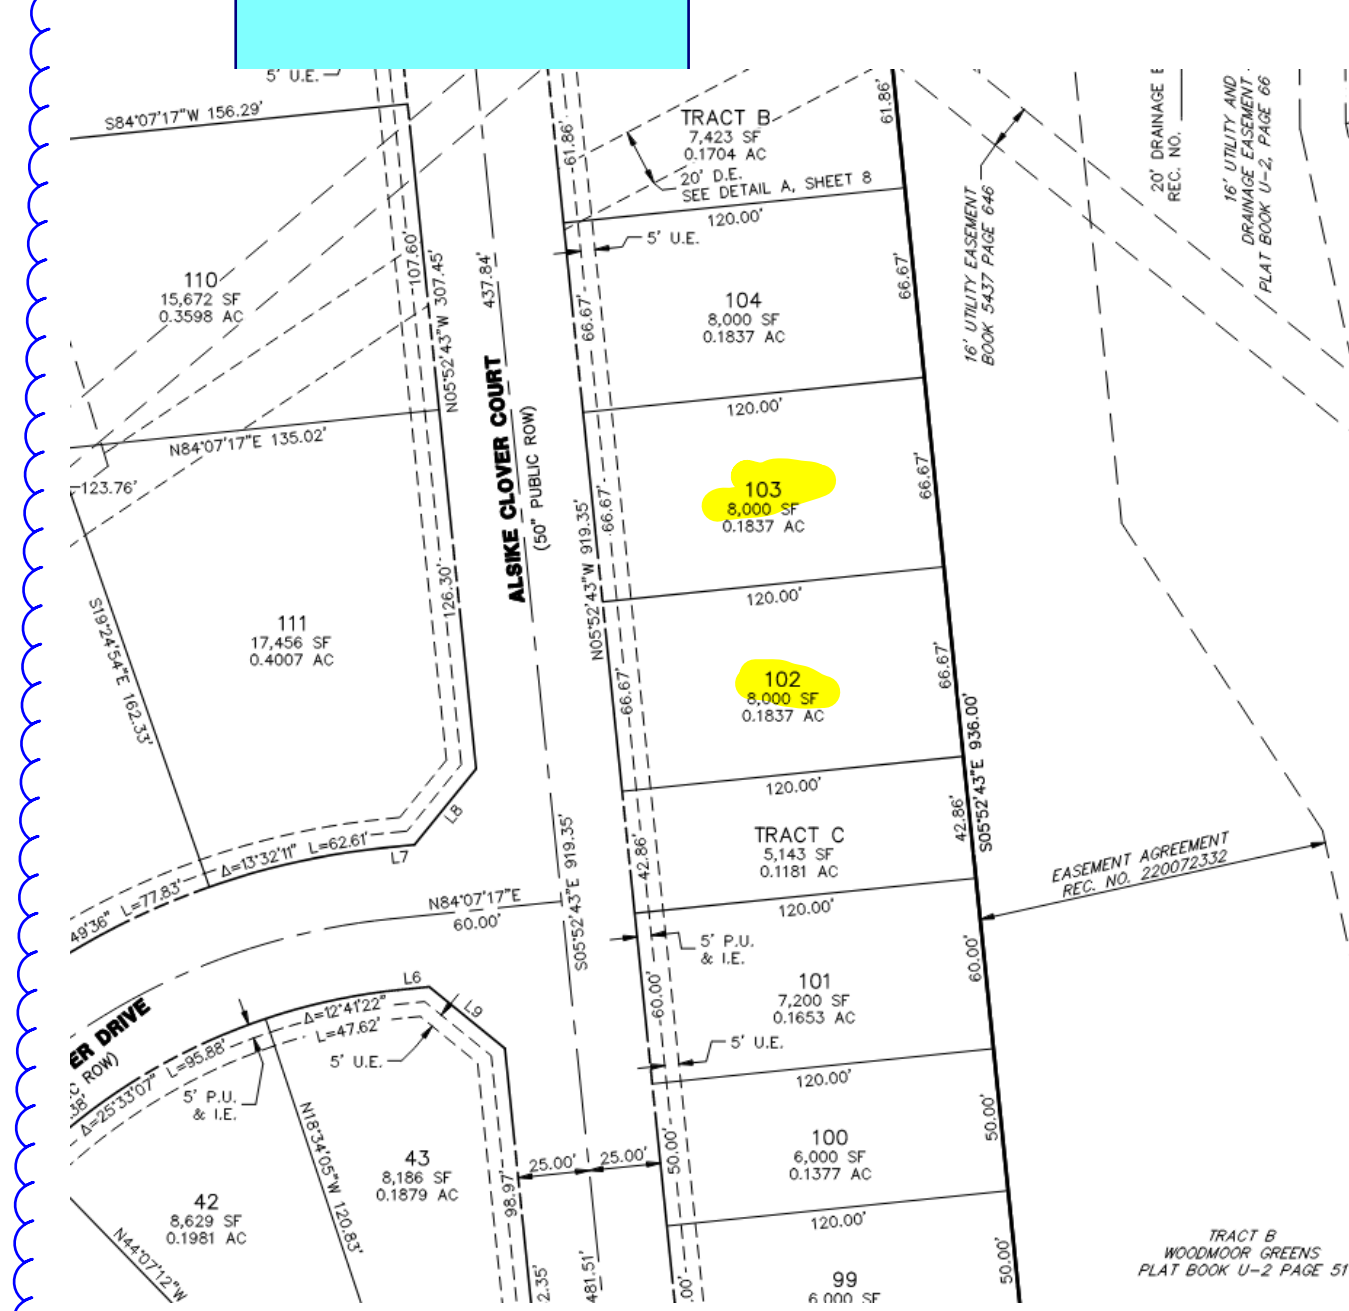 5' U.E.
S84°07'17"W 156.29'
61.86'
TRACT B
7,423 SF
0.1704 AC
20' D.E.
SEE DETAIL A, SHEET 8
61.86'
120.00'
16' UTILITY EASEMENT
BOOK 5437 PAGE 646
20' DRAINAGE
REC. NO.
16' UTILITY AND
DRAINAGE EASEMENT
PLAT BOOK U-2, PAGE 66
5' U.E.
110
15,672 SF
0.3598 AC
107.60'
N05°52'43"W 307.45'
437.84'
66.67'
104
8,000 SF
0.1837 AC
66.67'
120.00'
ALSIKE CLOVER COURT
(50" PUBLIC ROW)
N84°07'17"E 135.02'
123.76'
N05°52'43"W 919.35'
66.67'
103
8,000 SF
0.1837 AC
66.67'
120.00'
126.30'
S19°24'54"E 162.33'
111
17,456 SF
0.4007 AC
66.67'
102
8,000 SF
0.1837 AC
66.67'
120.00'
S05°52'43"E 936.00'
L8
L7
Δ=13°32'11" L=62.61'
49'36" L=77.83'
S05°52'43"E 919.35'
42.86'
TRACT C
5,143 SF
0.1181 AC
42.86'
120.00'
EASEMENT AGREEMENT
REC. NO. 220072332
N84°07'17"E
60.00'
5' P.U.
& I.E.
60.00'
101
7,200 SF
0.1653 AC
60.00'
5' U.E.
120.00'
L6
L9
Δ=12°41'22"
L=47.62'
5' U.E.
ER DRIVE
C ROW)
.38'
Δ=25°33'07" L=95.88'
5' P.U.
& I.E.
N18°34'05"W 120.83'
43
8,186 SF
0.1879 AC
98.97'
25.00'
25.00'
50.00'
100
6,000 SF
0.1377 AC
50.00'
120.00'
42
8,629 SF
0.1981 AC
N44°07'12"W
2.35'
481.51'
.00'
99
6,000 SF
50.00'
TRACT B
WOODMOOR GREENS
PLAT BOOK U-2 PAGE 51